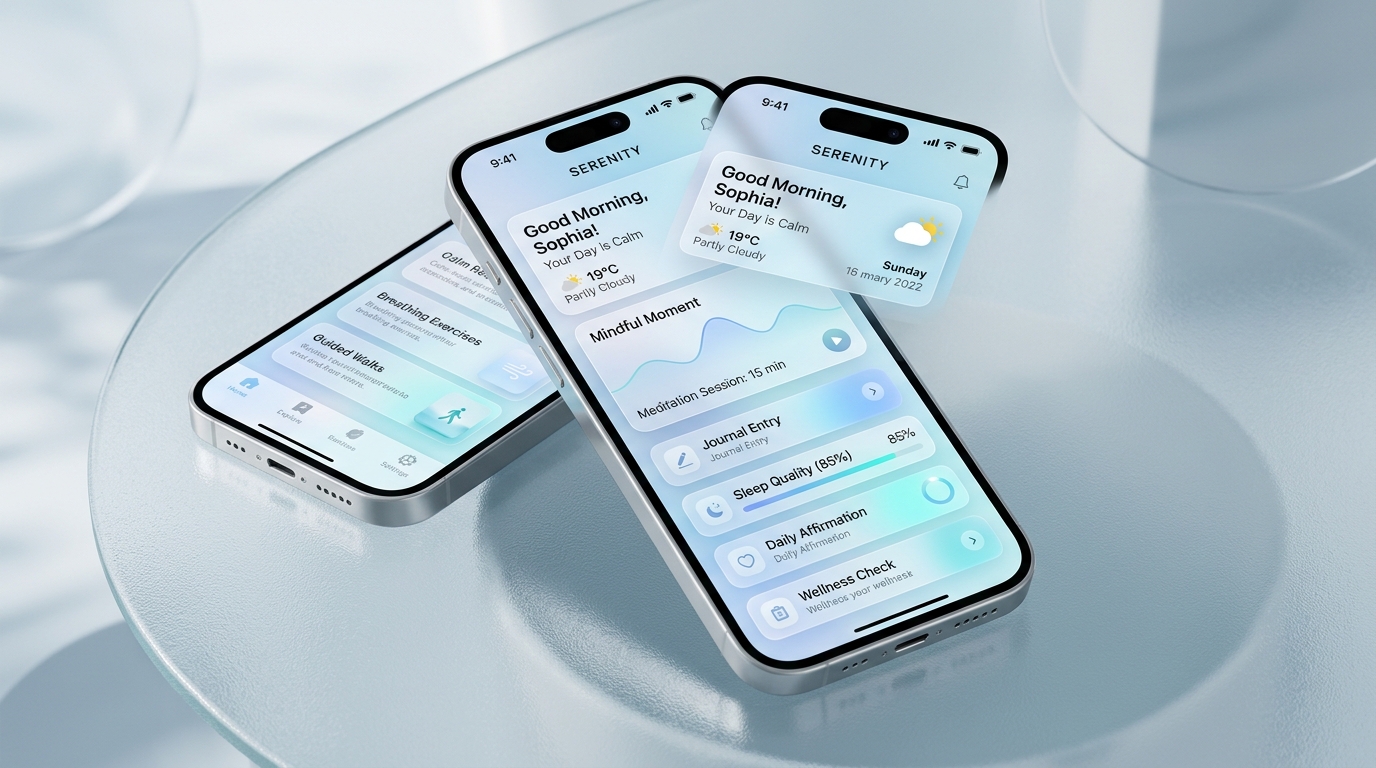 9:41
SERENITY
Good Morning,
Sophia!
Your Day is Calm
19°C
Partly Cloudy
Mindful Moment
Meditation Session: 15 min
Journal Entry
Journal Entry
Sleep Quality (85%)
85%
Daily Affirmation
Daily Affirmation
Wellness Check
your wellness
9:41
SERENITY
Good Morning,
Sophia!
Your Day is Calm
19°C
Partly Cloudy
Sunday
16 mary 2022
Calm
Breathing Exercises
Guided Walks
Home
Explore
Settings